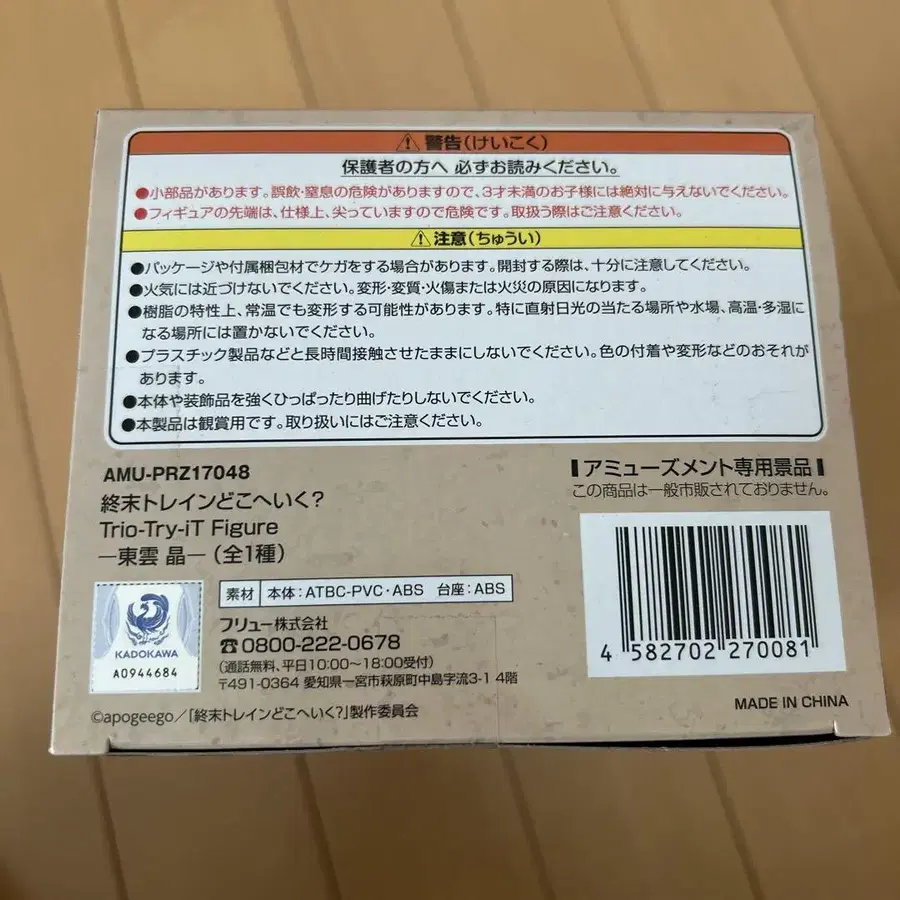 ⚠警告(けいこく)
保護者の方へ 必ずお読みください。
●小部品があります。誤飲・窒息の危険がありますので、3才未満のお子様には絶対に与えないでください。
●フィギュアの先端は、仕様上、尖っていますので危険です。取扱う際はご注意ください。
⚠注意(ちゅうい)
●パッケージや付属梱包材でケガをする場合があります。開封する際は、十分に注意してください。
●火気には近づけないでください。変形・変質・火傷または火災の原因になります。
●樹脂の特性上、常温でも変形する可能性があります。特に直射日光の当たる場所や水場、高温・多湿に
なる場所には置かないでください。
●プラスチック製品などと長時間接触させたままにしないでください。色の付着や変形などのおそれが
あります。
●本体や装飾品を強くひっぱったり曲げたりしないでください。
●本製品は観賞用です。取り扱いにはご注意ください。
AMU-PRZ17048
終末トレインどこへいく?
Trio-Try-iT Figure
―東雲 晶―(全1種)
アミューズメント専用景品
この商品は一般市販されておりません。
素材 本体:ATBC-PVC・ABS 台座:ABS
フリュー株式会社
☎0800-222-0678
(通話無料、平日10:00~18:00受付)
〒491-0364 愛知県一宮市萩原町中島字流3-1 4階
KADOKAWA
A0944684
4 582702 270081
©apogeego/「終末トレインどこへいく?」製作委員会
MADE IN CHINA